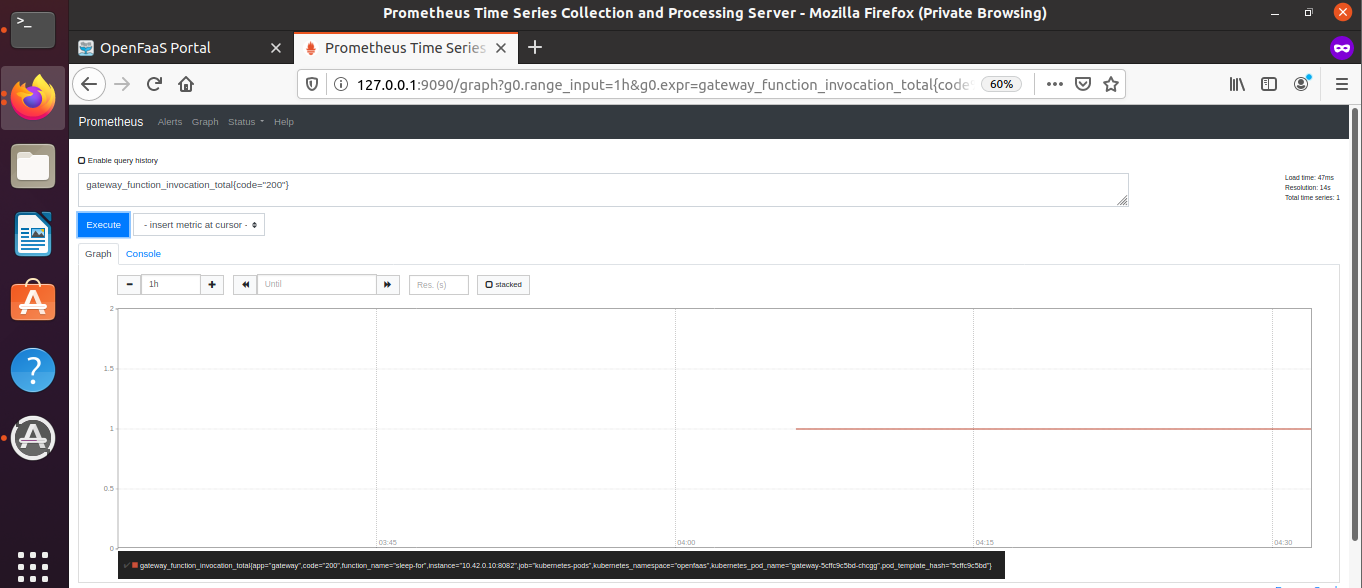 Prometheus Time Series Collection and Processing Server - Mozilla Firefox (Private Browsing)
OpenFaaS Portal
Prometheus Time Series
127.0.0.1:9090/graph?g0.range_input=1h&g0.expr=gateway_function_invocation_total{code
60%
Prometheus Alerts Graph Status Help
Enable query history
gateway_function_invocation_total{code="200"}
Load time: 47ms
Resolution: 14s
Total time series: 1
Execute
- insert metric at cursor -
Graph Console
1h
Until
Res. (s)
stacked
2
1.5
1
0.5
0
03:45
04:00
04:15
04:30
gateway_function_invocation_total{app="gateway",code="200",function_name="sleep-for",instance="10.42.0.10:8082",job="kubernetes-pods",kubernetes_namespace="openfaas",kubernetes_pod_name="gateway-5cffc9c5bd-chcgg",pod_template_hash="5cffc9c5bd"}